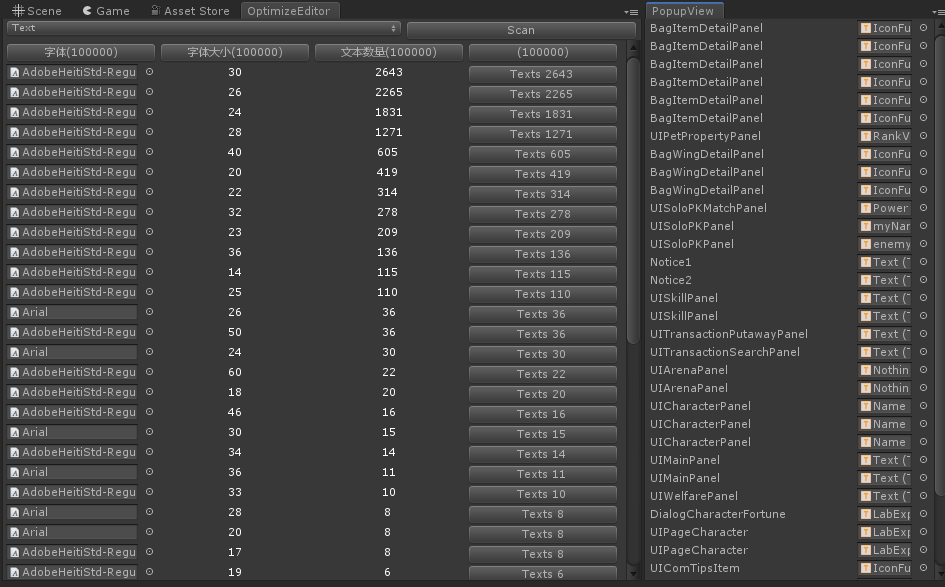 Scene Game Asset Store OptimizeEditor
Text Scan
字体(100000) 字体大小(100000) 文本数量(100000) (100000)
AdobeHeitiStd-Regu 30 2643 Texts 2643
AdobeHeitiStd-Regu 26 2265 Texts 2265
AdobeHeitiStd-Regu 24 1831 Texts 1831
AdobeHeitiStd-Regu 28 1271 Texts 1271
AdobeHeitiStd-Regu 40 605 Texts 605
AdobeHeitiStd-Regu 20 419 Texts 419
AdobeHeitiStd-Regu 22 314 Texts 314
AdobeHeitiStd-Regu 32 278 Texts 278
AdobeHeitiStd-Regu 23 209 Texts 209
AdobeHeitiStd-Regu 36 136 Texts 136
AdobeHeitiStd-Regu 14 115 Texts 115
AdobeHeitiStd-Regu 25 110 Texts 110
Arial 26 36 Texts 36
AdobeHeitiStd-Regu 50 36 Texts 36
Arial 24 30 Texts 30
AdobeHeitiStd-Regu 60 22 Texts 22
AdobeHeitiStd-Regu 18 20 Texts 20
AdobeHeitiStd-Regu 46 16 Texts 16
Arial 30 15 Texts 15
AdobeHeitiStd-Regu 34 14 Texts 14
Arial 36 11 Texts 11
AdobeHeitiStd-Regu 33 10 Texts 10
Arial 28 8 Texts 8
Arial 20 8 Texts 8
AdobeHeitiStd-Regu 17 8 Texts 8
AdobeHeitiStd-Regu 19 6 Texts 6
PopupView
BagItemDetailPanel IconFu
BagItemDetailPanel IconFu
BagItemDetailPanel IconFu
BagItemDetailPanel IconFu
BagItemDetailPanel IconFu
BagItemDetailPanel IconFu
UIPetPropertyPanel RankV
BagWingDetailPanel IconFu
BagWingDetailPanel IconFu
BagWingDetailPanel IconFu
UISoloPKMatchPanel Power
UISoloPKPanel myNar
UISoloPKPanel enemy
Notice1 Text (T
Notice2 Text (T
UISkillPanel Text (T
UISkillPanel Text (T
UITransactionPutawayPanel Text (T
UITransactionSearchPanel Text (T
UIArenaPanel Nothin
UIArenaPanel Nothin
UICharacterPanel Name
UICharacterPanel Name
UICharacterPanel Name
UIMainPanel Text (T
UIMainPanel Text (T
UIWelfarePanel Text (T
DialogCharacterFortune LabExp
UIPageCharacter LabExp
UIPageCharacter LabExp
UIComTipsItem IconFu